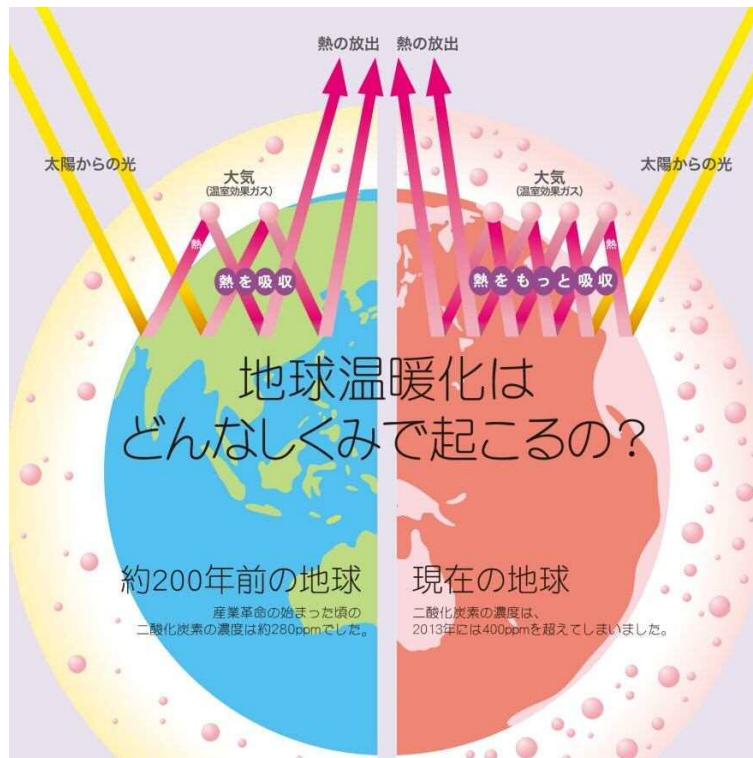 熱の放出
熱の放出
太陽からの光
大気
(温室効果ガス)
大気
(温室効果ガス)
太陽からの光
熱
熱
熱を吸収
熱をもっと吸収
地球温暖化は
どんなしくみで起こるの?
約200年前の地球
産業革命の始まった頃の
二酸化炭素の濃度は約280ppmでした。
現在の地球
二酸化炭素の濃度は、
2013年には400ppmを超えてしまいました。